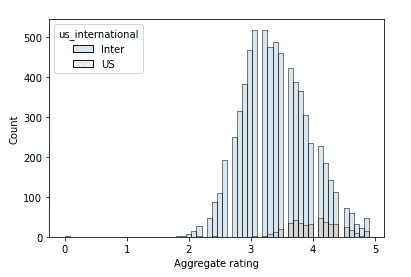 us_international
Inter
US
500
400
300
200
100
0
Count
0 1 2 3 4 5
Aggregate rating